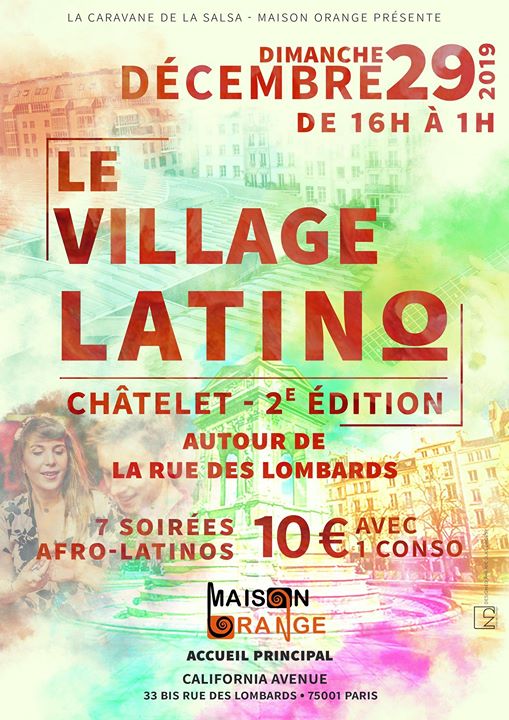 LA CARAVANE DE LA SALSA - MAISON ORANGE PRÉSENTE
DIMANCHE
DÉCEMBRE 29 2019
DE 16H À 1H
LE
VILLAGE
LATINO
CHÂTELET - 2E ÉDITION
AUTOUR DE
LA RUE DES LOMBARDS
7 SOIRÉES
AFRO-LATINOS
10 €
AVEC
1 CONSO
MAISON
ORANGE
ACCUEIL PRINCIPAL
CALIFORNIA AVENUE
33 BIS RUE DES LOMBARDS • 75001 PARIS